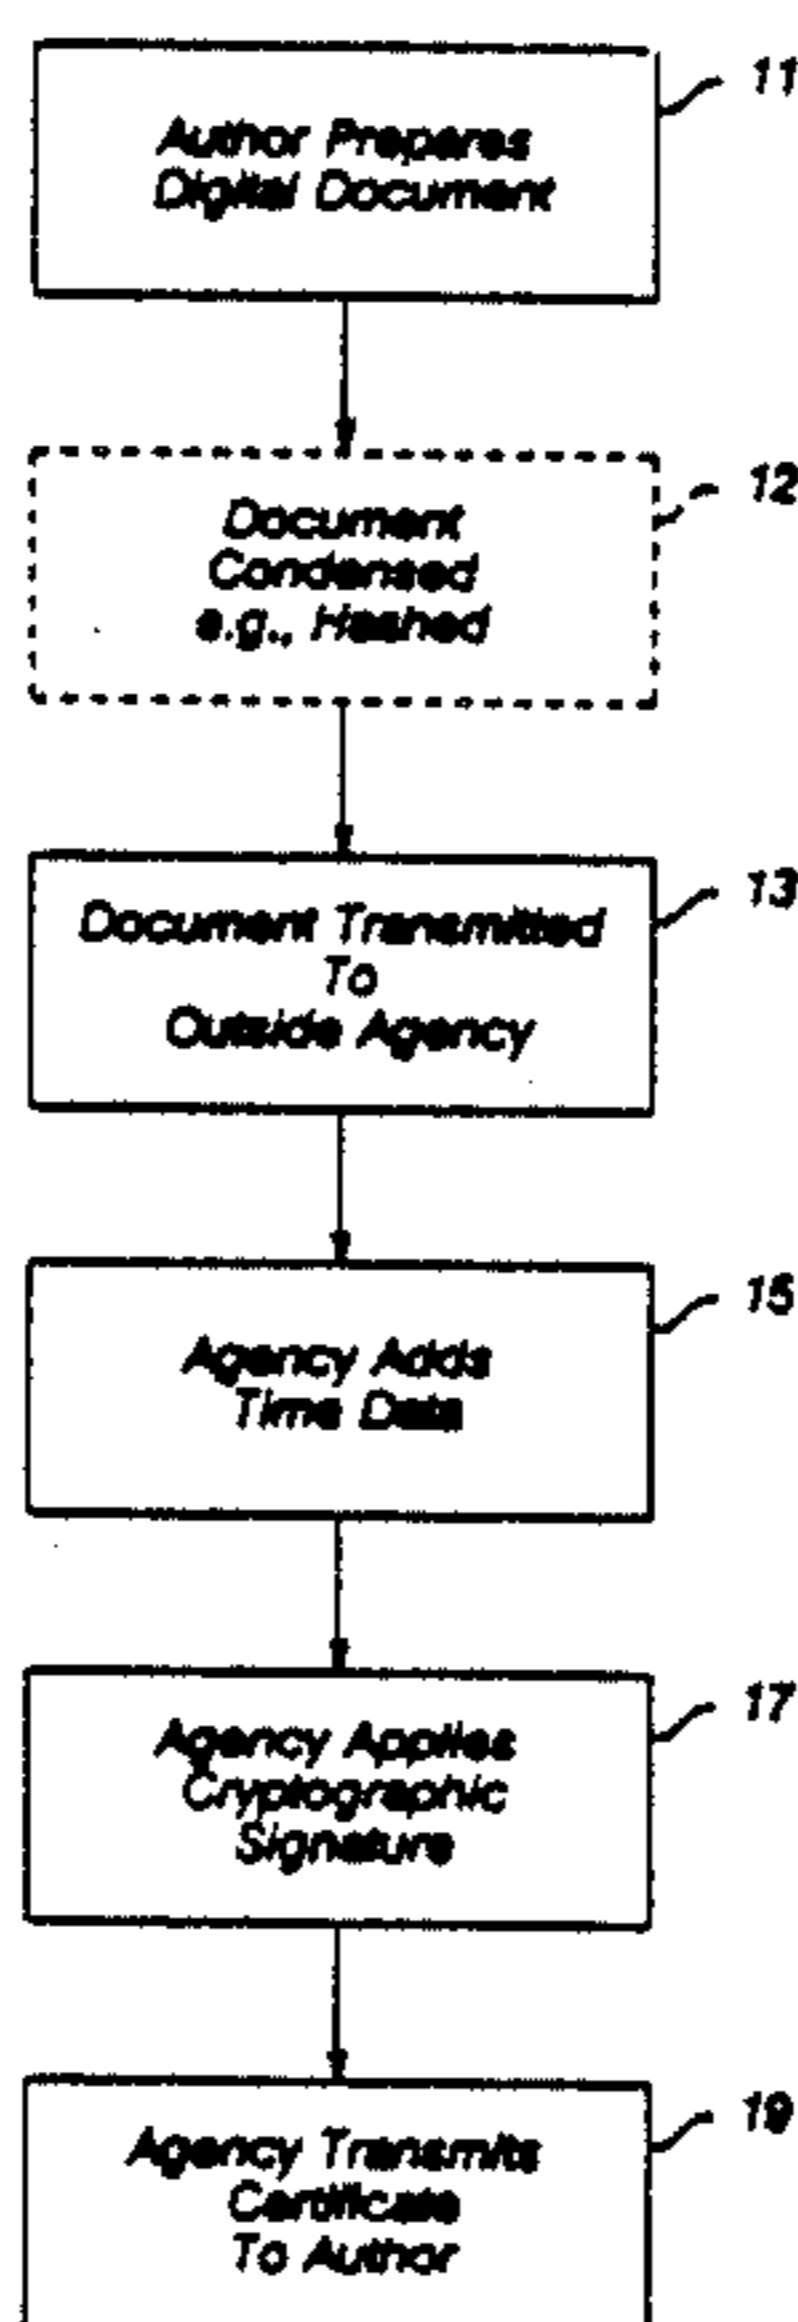 11
Author Prepares
Digital Document
12
Document
Condensed
e.g., Hashed
13
Document Transmitted
To
Outside Agency
15
Agency Adds
Time Data
17
Agency Applies
Cryptographic
Signature
19
Agency Transmits
Certificate
To Author